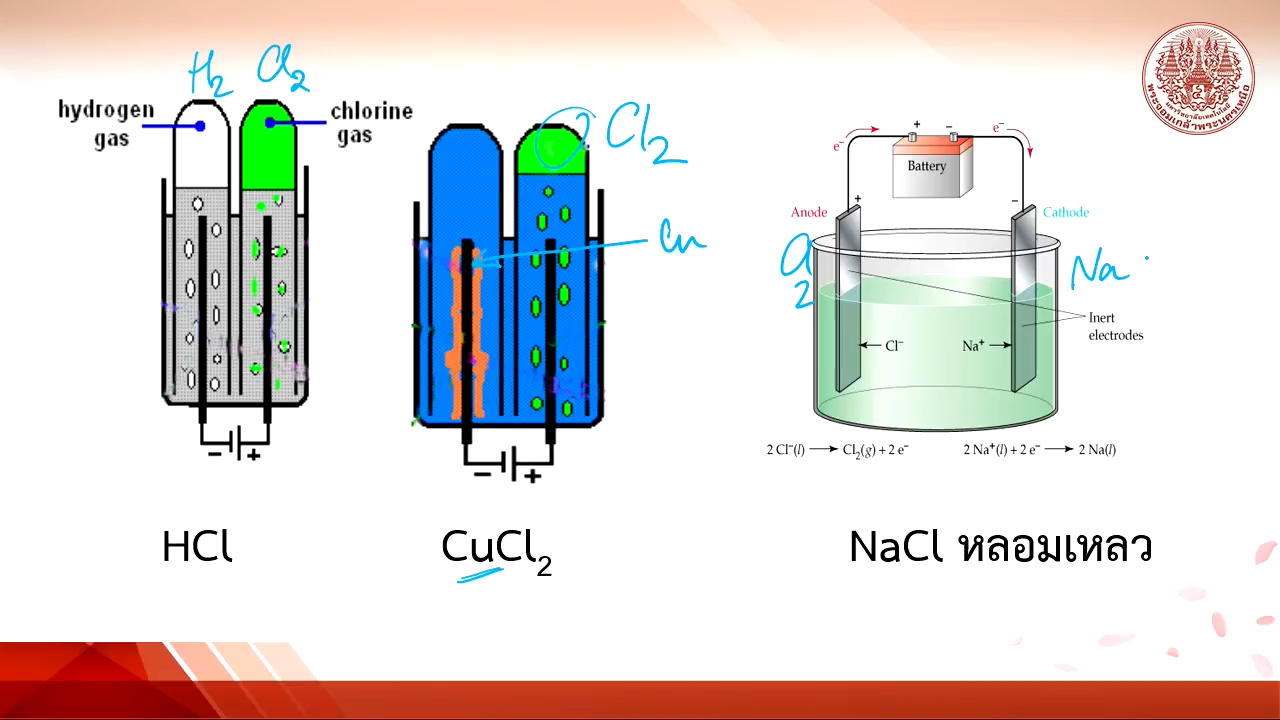 H2 Cl2
hydrogen
gas
chlorine
gas
− +
HCl
Cl2
Cu
− +
CuCl2
+ −
e− e−
Battery
+ −
Anode Cathode
Cl2 Na
Inert
electrodes
Cl− Na+
2 Cl−(l) → Cl2(g) + 2 e− 2 Na+(l) + 2 e− → 2 Na(l)
NaCl หลอมเหลว